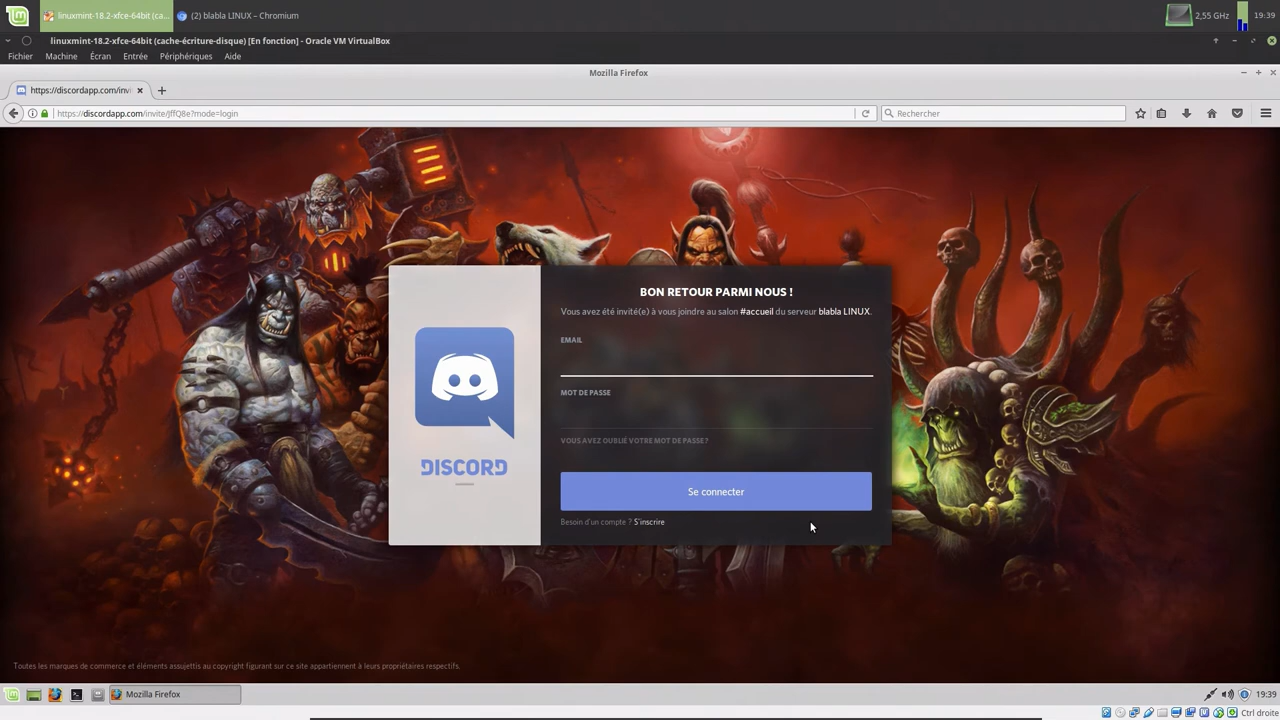 linuxmint-18.2-xfce-64bit (ca...
(2) blabla LINUX – Chromium
2,55 GHz
19:39
linuxmint-18.2-xfce-64bit (cache-écriture-disque) [En fonction] - Oracle VM VirtualBox
Fichier Machine Écran Entrée Périphériques Aide
Mozilla Firefox
https://discordapp.com/invi
https://discordapp.com/invite/JffQ8e?mode=login
Rechercher
BON RETOUR PARMI NOUS !
Vous avez été invité(e) à vous joindre au salon #accueil du serveur blabla LINUX.
EMAIL
MOT DE PASSE
VOUS AVEZ OUBLIÉ VOTRE MOT DE PASSE?
DISCORD
Se connecter
Besoin d'un compte ? S'inscrire
Toutes les marques de commerce et éléments assujettis au copyright figurant sur ce site appartiennent à leurs propriétaires respectifs.
Mozilla Firefox
19:39
Ctrl droite